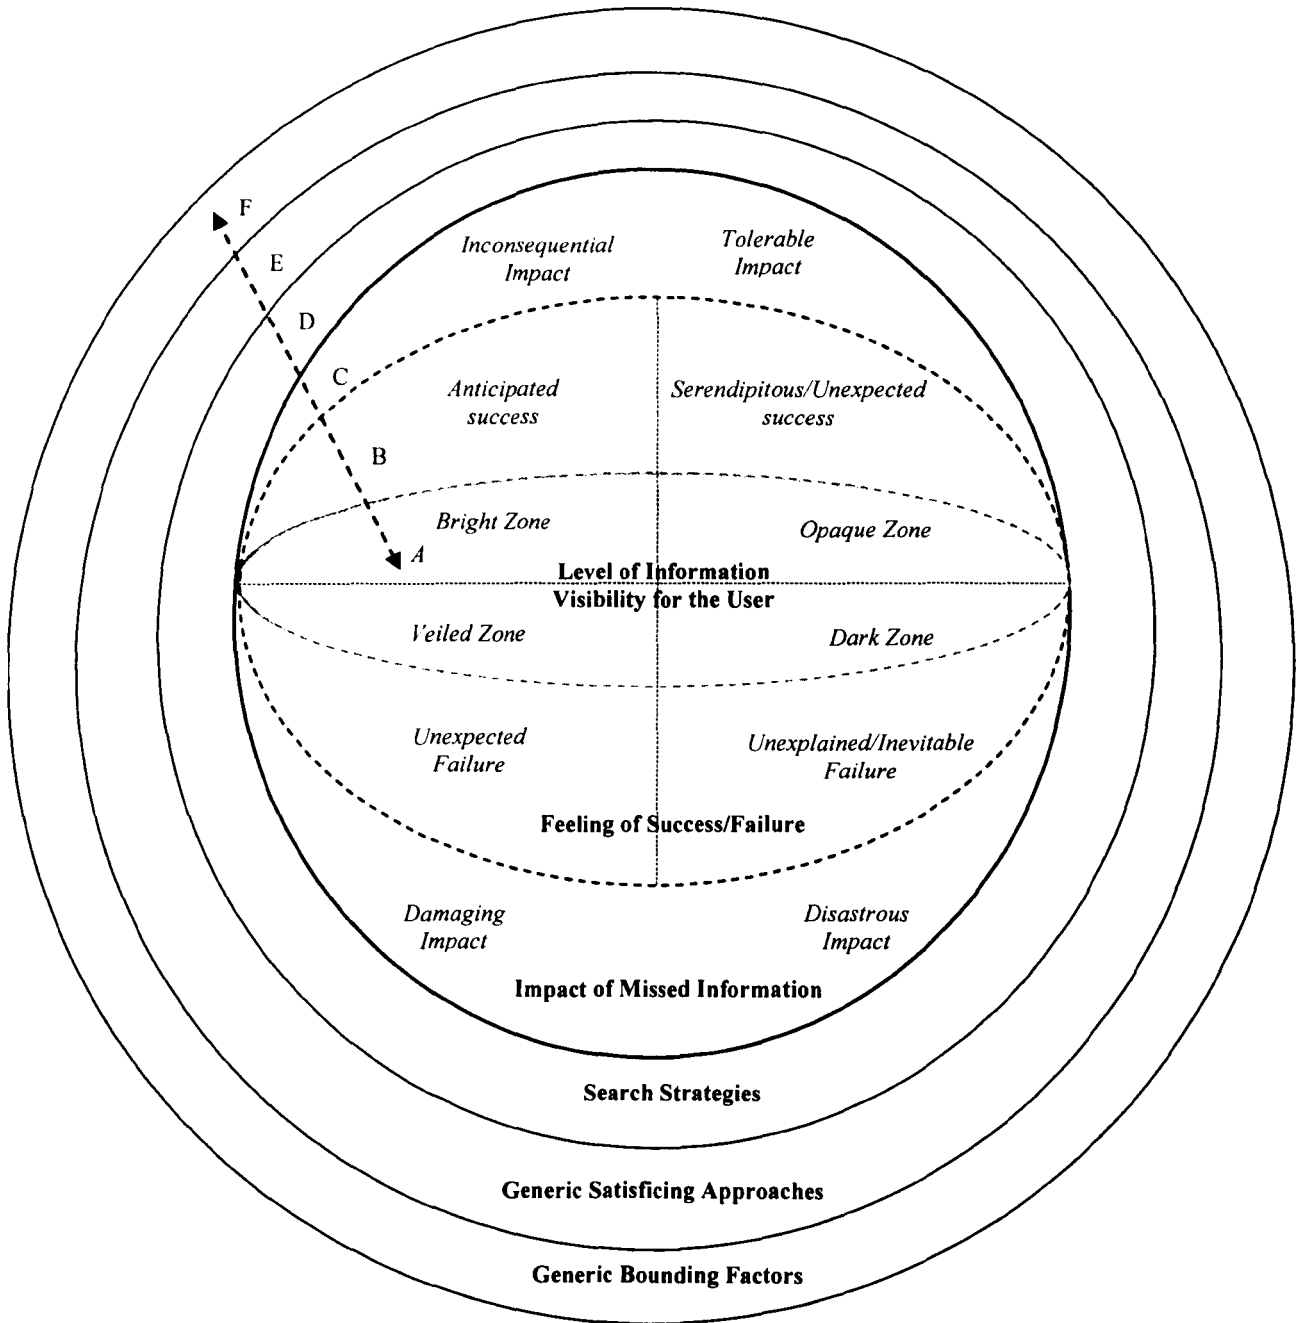 F
E
D
C
B
A
Inconsequential
Impact
Tolerable
Impact
Anticipated
success
Serendipitous/Unexpected
success
Bright Zone
Opaque Zone
Level of Information
Visibility for the User
Veiled Zone
Dark Zone
Unexpected
Failure
Unexplained/Inevitable
Failure
Feeling of Success/Failure
Damaging
Impact
Disastrous
Impact
Impact of Missed Information
Search Strategies
Generic Satisficing Approaches
Generic Bounding Factors